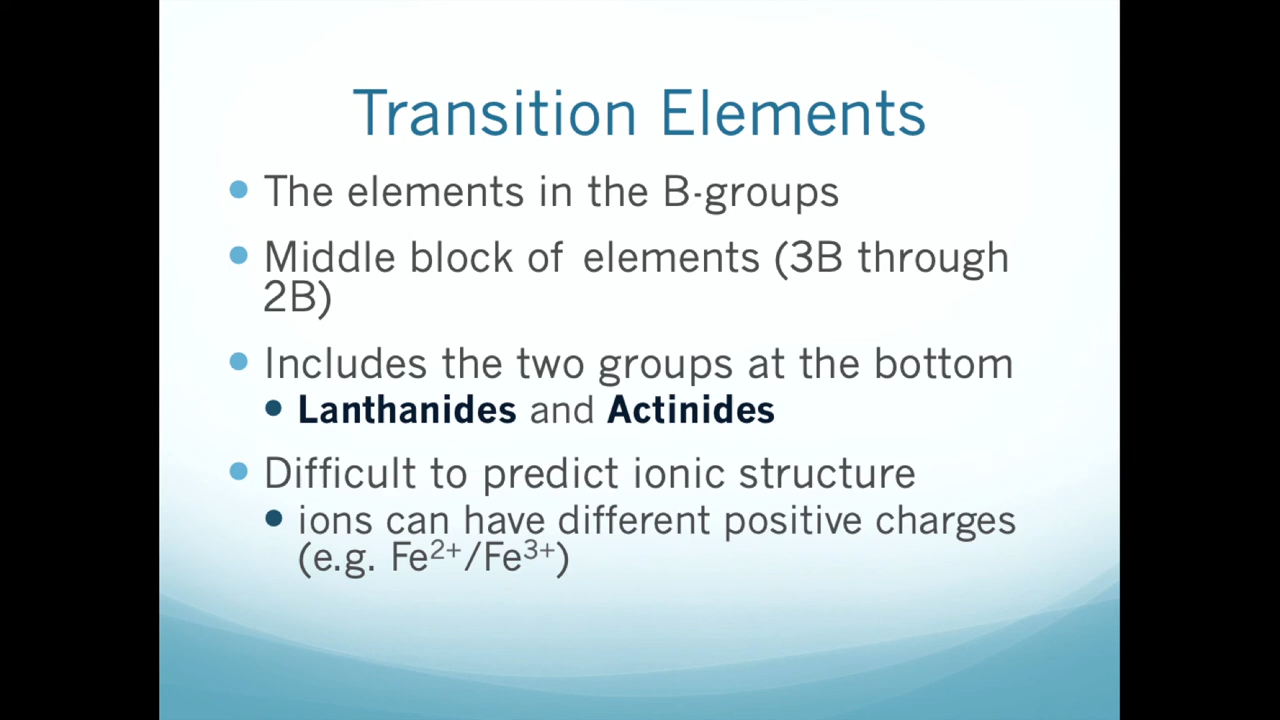 Transition Elements
• The elements in the B-groups
• Middle block of elements (3B through
2B)
• Includes the two groups at the bottom
• Lanthanides and Actinides
• Difficult to predict ionic structure
• ions can have different positive charges
(e.g. Fe²⁺/Fe³⁺)